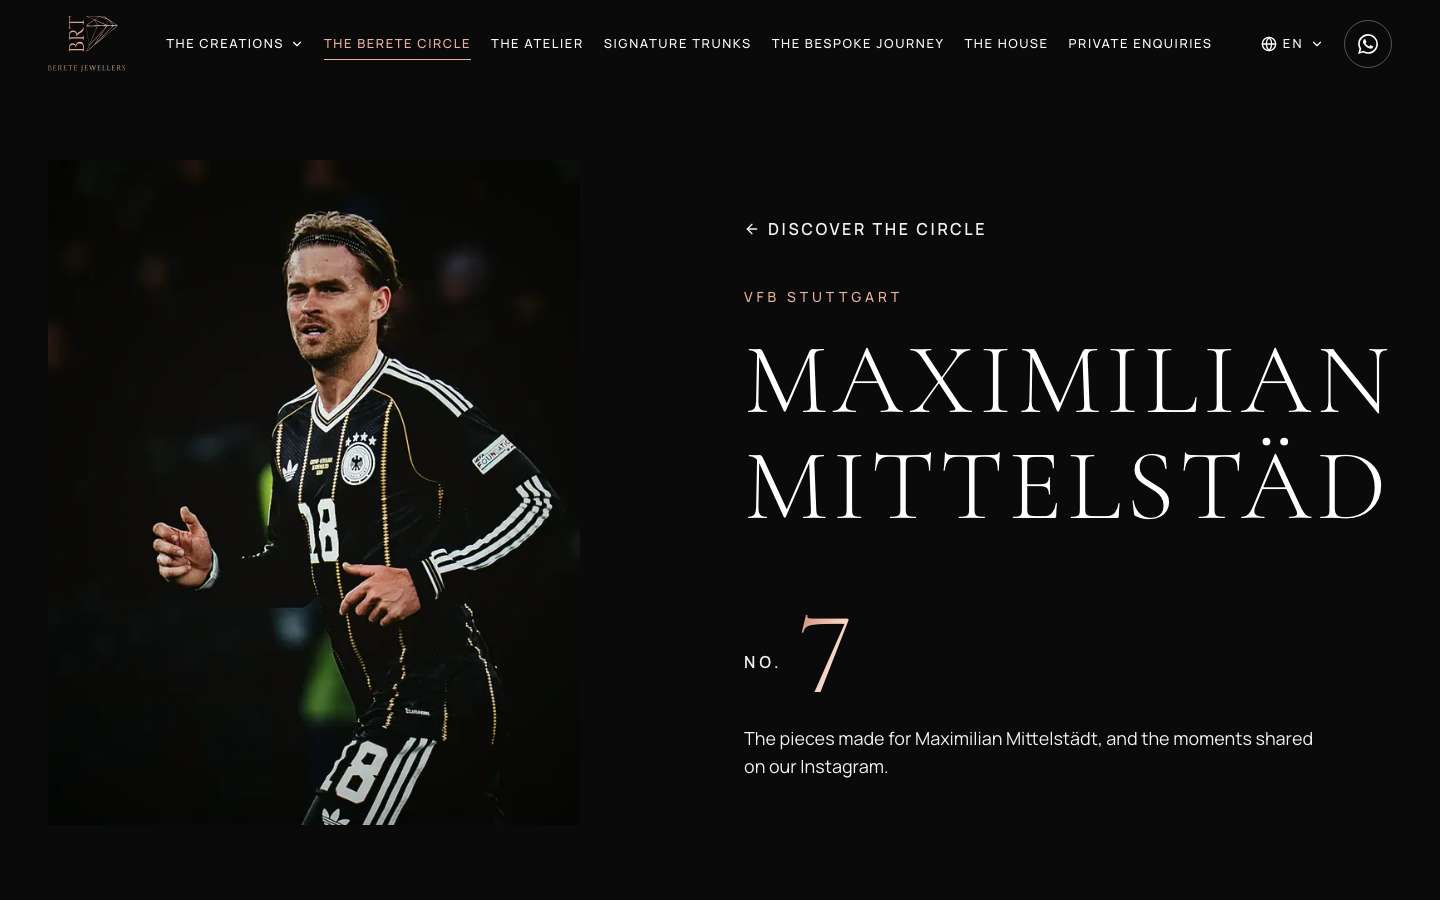 BRT
BERETE JEWELLERS
THE CREATIONS
THE BERETE CIRCLE
THE ATELIER
SIGNATURE TRUNKS
THE BESPOKE JOURNEY
THE HOUSE
PRIVATE ENQUIRIES
EN
← DISCOVER THE CIRCLE
VFB STUTTGART
MAXIMILIAN
MITTELSTÄD
NO. 7
The pieces made for Maximilian Mittelstädt, and the moments shared
on our Instagram.
18
18